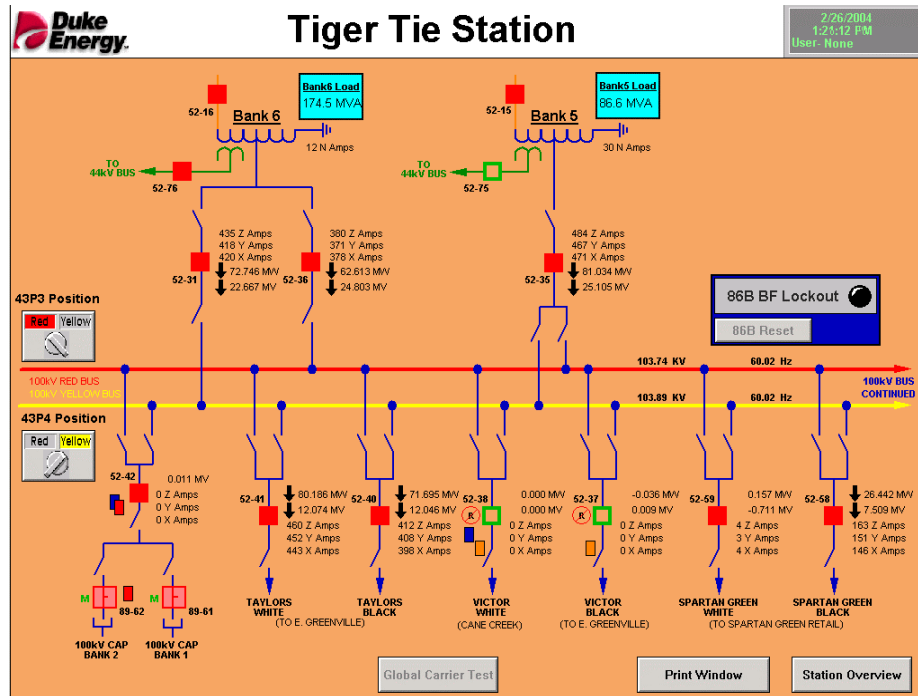 Duke
Energy.
Tiger Tie Station
2/26/2004
User- None
52-16
Bank6 Load
174.5 MVA
Bank 6
12 N Amps
52-15
Bank5 Load
86.6 MVA
Bank 5
30 N Amps
TO
44kV BUS
52-76
TO
44kV BUS
52-75
435 Z Amps
418 Y Amps
420 X Amps
52-31
72.746 MW
22.667 MW
380 Z Amps
371 Y Amps
378 X Amps
52-36
62.613 MW
24.803 MW
484 Z Amps
467 Y Amps
471 X Amps
52-35
81.034 MW
25.105 MW
86B BF Lockout
86B Reset
43P3 Position
Red Yellow
103.74 KV 60.02 Hz
100kV RED BUS
100kV YELLOW BUS
100kV BUS
CONTINUED
103.89 KV 60.02 Hz
43P4 Position
Red Yellow
52-42
0.011 MV
0 Z Amps
0 Y Amps
0 X Amps
52-41
80.186 MW
12.074 MW
460 Z Amps
452 Y Amps
443 X Amps
52-40
71.695 MW
12.046 MW
412 Z Amps
408 Y Amps
398 X Amps
52-38
R
0.000 MW
0.000 MW
0 Z Amps
0 Y Amps
0 X Amps
52-37
R
-0.036 MW
0.009 MW
0 Z Amps
0 Y Amps
0 X Amps
52-59
0.157 MW
-0.711 MW
4 Z Amps
3 Y Amps
4 X Amps
52-58
26.442 MW
7.509 MW
163 Z Amps
151 Y Amps
146 X Amps
M
89-62
M
89-61
100kV CAP
BANK 2
100kV CAP
BANK 1
TAYLORS
WHITE
TAYLORS
BLACK
(TO E. GREENVILLE)
VICTOR
WHITE
(CANE CREEK)
VICTOR
BLACK
(TO E. GREENVILLE)
SPARTAN GREEN
WHITE
SPARTAN GREEN
BLACK
(TO SPARTAN GREEN RETAIL)
Global Carrier Test
Print Window
Station Overview